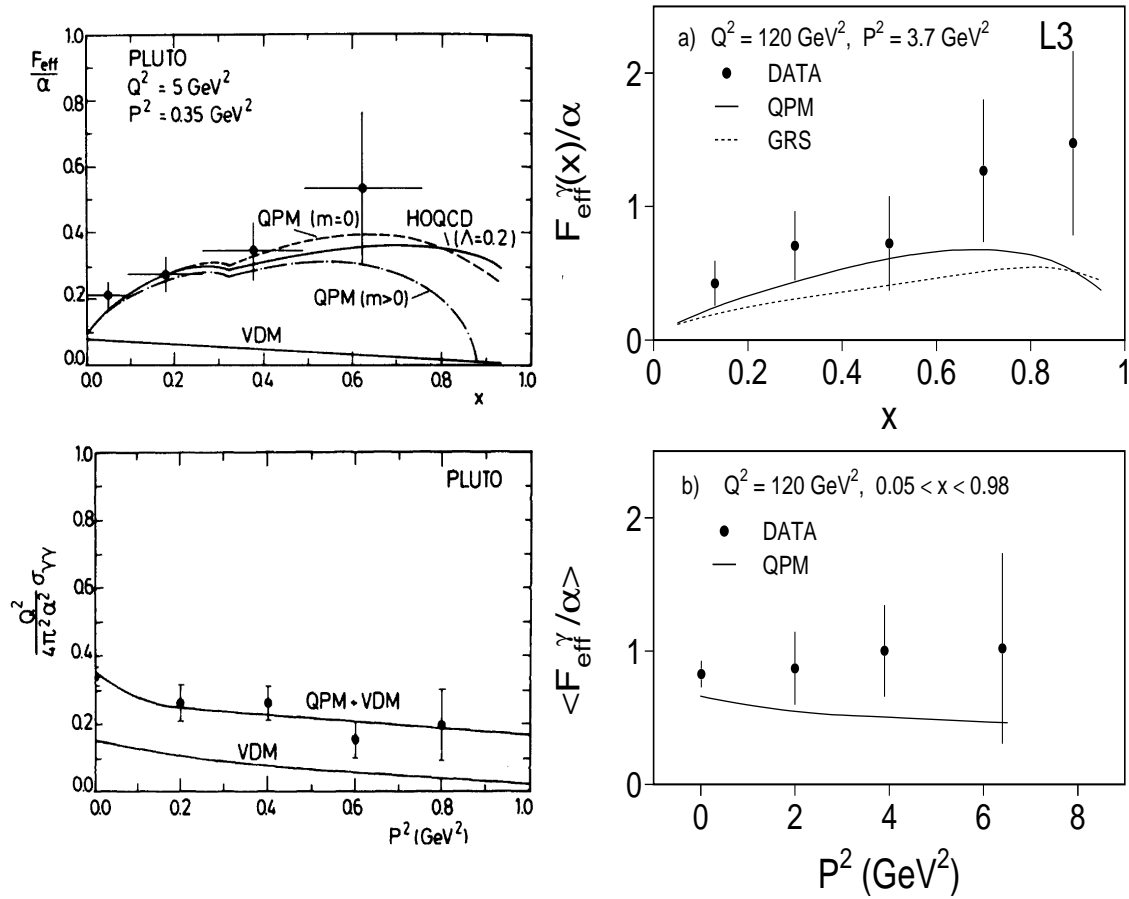 1.0
0.8
0.6
0.4
0.2
0.0
F_eff
α
PLUTO
Q² = 5 GeV²
P² = 0.35 GeV²
QPM (m=0)
HOQCD
(Λ=0.2)
QPM (m>0)
VDM
0.0 0.2 0.4 0.6 0.8 1.0
x
2
1
0
F_eff^γ(x)/α
a) Q² = 120 GeV², P² = 3.7 GeV² L3
DATA
QPM
GRS
0 0.2 0.4 0.6 0.8 1
x
1.0
0.8
0.6
0.4
0.2
0.0
Q²
4π²α² σγγ
PLUTO
QPM + VDM
VDM
0.0 0.2 0.4 0.6 0.8 1.0
P² (GeV²)
2
1
0
<F_eff^γ/α>
b) Q² = 120 GeV², 0.05 < x < 0.98
DATA
QPM
0 2 4 6 8
P² (GeV²)